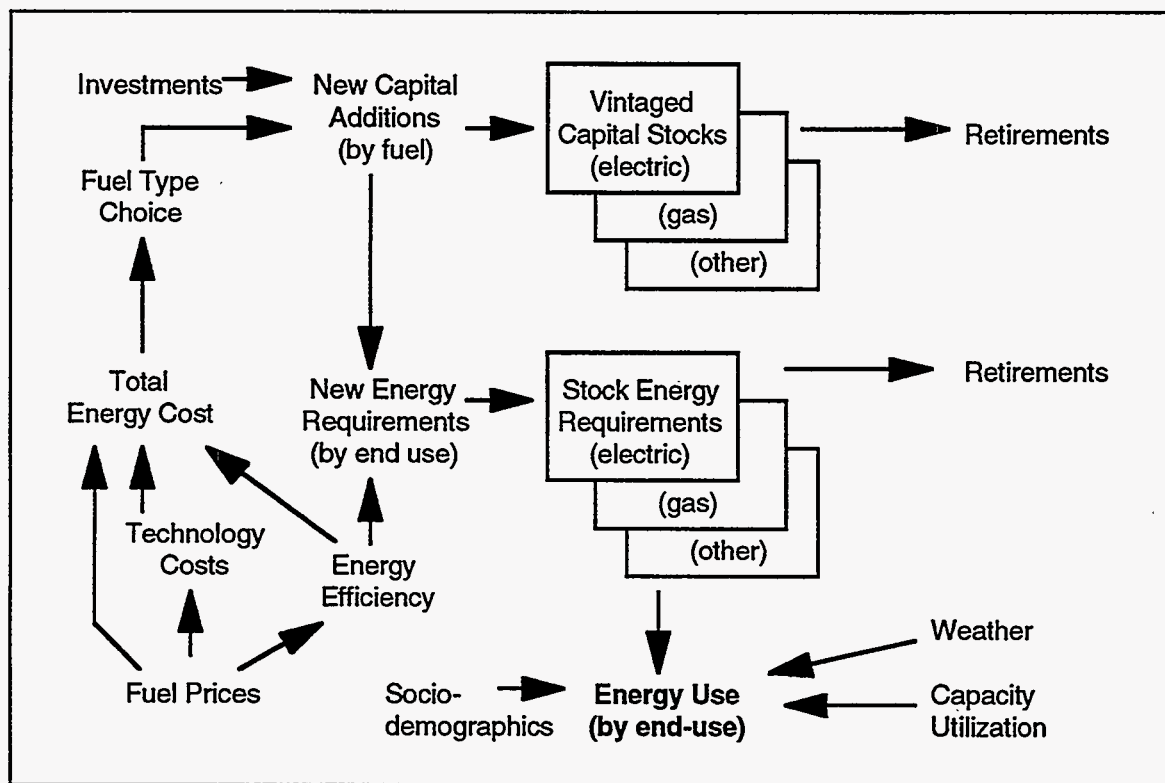 Investments
New Capital
Additions
(by fuel)
Vintaged
Capital Stocks
(electric)
(gas)
(other)
Retirements
Fuel Type
Choice
Total
Energy Cost
New Energy
Requirements
(by end use)
Stock Energy
Requirements
(electric)
(gas)
(other)
Retirements
Technology
Costs
Energy
Efficiency
Fuel Prices
Socio-
demographics
Energy Use
(by end-use)
Weather
Capacity
Utilization